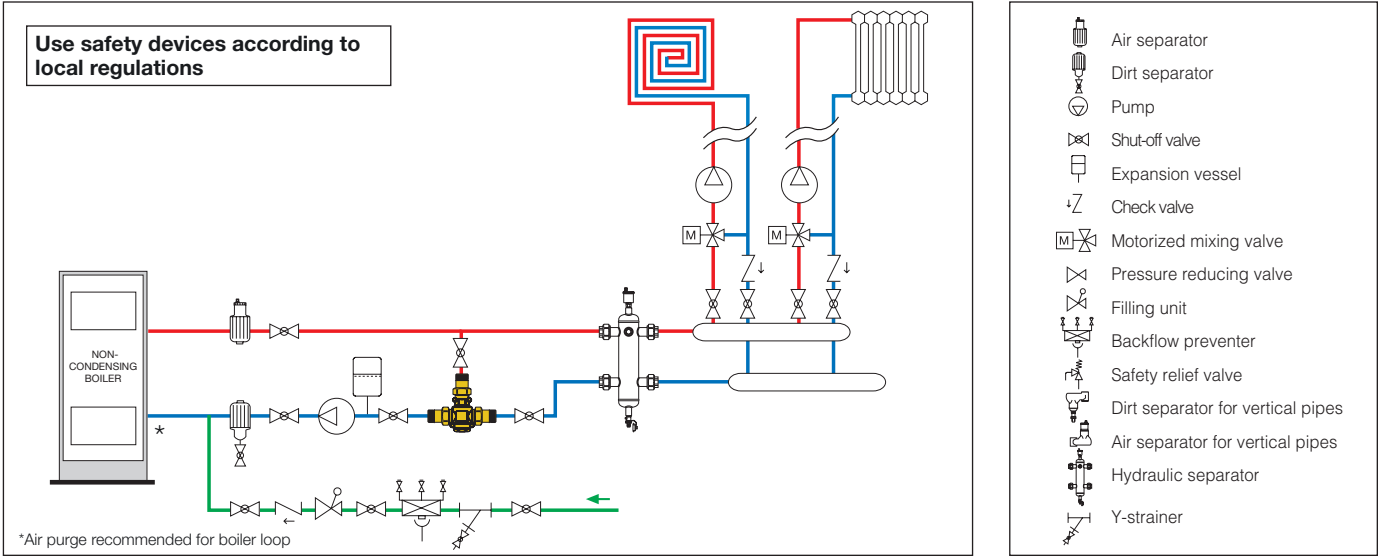 Use safety devices according to
local regulations
M
M
NON-
CONDENSING
BOILER
*
*Air purge recommended for boiler loop
Air separator
Dirt separator
Pump
Shut-off valve
Expansion vessel
Check valve
M
Motorized mixing valve
Pressure reducing valve
Filling unit
Backflow preventer
Safety relief valve
Dirt separator for vertical pipes
Air separator for vertical pipes
Hydraulic separator
Y-strainer